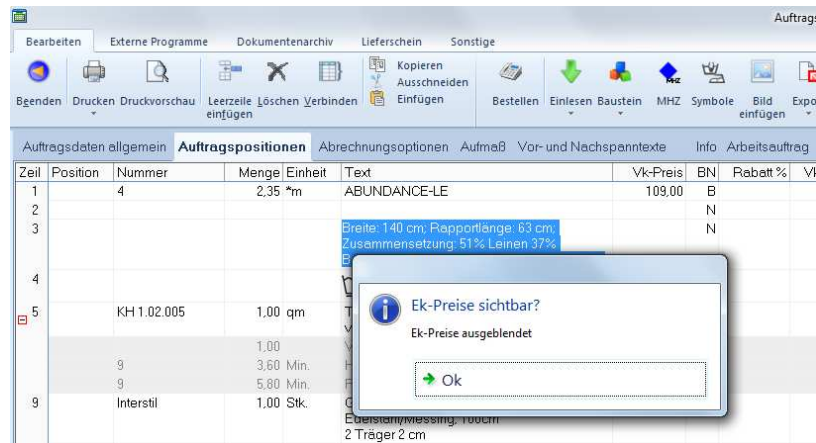 Auftrags
Bearbeiten Externe Programme Dokumentenarchiv Lieferschein Sonstige
Kopieren
Ausschneiden
Einfügen
Beenden Drucken Druckvorschau Leerzeile einfügen Löschen Verbinden Bestellen Einlesen Baustein MHZ Symbole Bild einfügen Expo
Auftragsdaten allgemein Auftragspositionen Abrechnungsoptionen Aufmaß Vor- und Nachspanntexte Info Arbeitsauftrag
Zeil Position Nummer Menge Einheit Text Vk-Preis BN Rabatt %
1 4 2,35 *m ABUNDANCE-LE 109,00 B
2 N
3 Breite: 140 cm; Rapportlänge: 63 cm; N
Zusammensetzung: 51% Leinen 37%
4
5 KH 1.02.005 1,00 qm
1,00
9 3,60 Min.
9 5,80 Min.
9 Interstil 1,00 Stk.
Edelstahl/Messing, 100cm
2 Träger 2 cm
Ek-Preise sichtbar?
Ek-Preise ausgeblendet
Ok